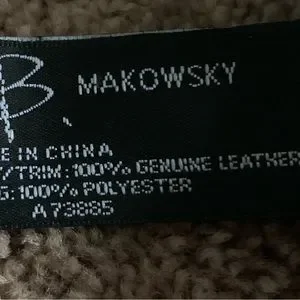 B MAKOWSKY
E IN CHINA
/TRIM:100% GENUINE LEATHER
G:100% POLYESTER
A73885